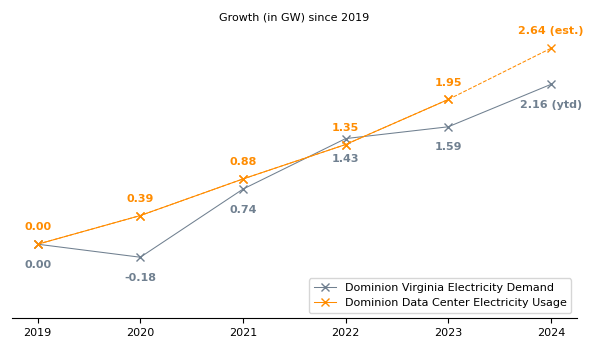 Growth (in GW) since 2019
2.64 (est.)
1.95
2.16 (ytd)
1.35
1.43
1.59
0.88
0.74
0.39
0.00
0.00
-0.18
Dominion Virginia Electricity Demand
Dominion Data Center Electricity Usage
2019 2020 2021 2022 2023 2024